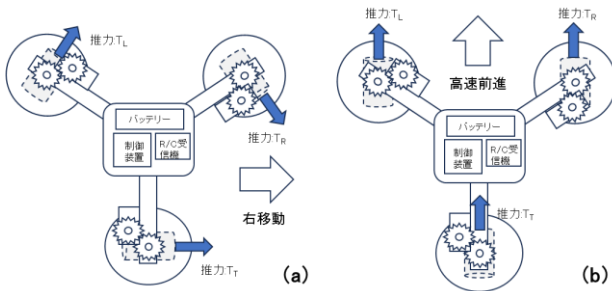 推力:TL
バッテリー
制御
装置
R/C受
信機
推力:TR
右移動
推力:TT
(a)
推力:TL
推力:TR
高速前進
バッテリー
制御
装置
R/C受
信機
推力:TT
(b)